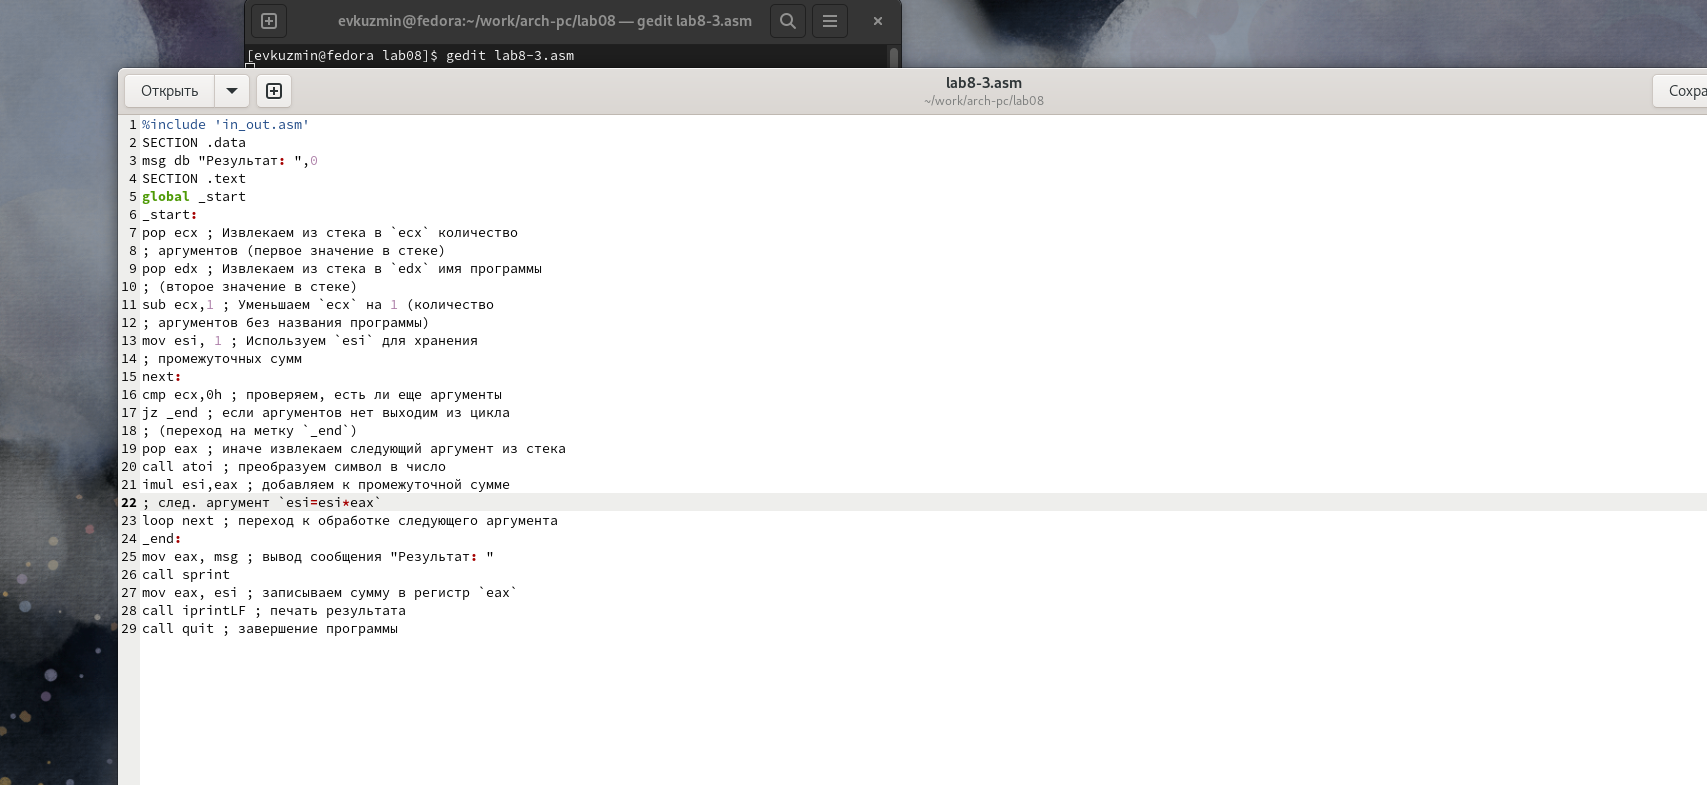 evkuzmin@fedora:~/work/arch-pc/lab08 — gedit lab8-3.asm
[evkuzmin@fedora lab08]$ gedit lab8-3.asm
Открыть
lab8-3.asm
~/work/arch-pc/lab08
Сохра
1 %include 'in_out.asm'
2 SECTION .data
3 msg db "Результат: ",0
4 SECTION .text
5 global _start
6 _start:
7 pop ecx ; Извлекаем из стека в `ecx` количество
8 ; аргументов (первое значение в стеке)
9 pop edx ; Извлекаем из стека в `edx` имя программы
10 ; (второе значение в стеке)
11 sub ecx,1 ; Уменьшаем `ecx` на 1 (количество
12 ; аргументов без названия программы)
13 mov esi, 1 ; Используем `esi` для хранения
14 ; промежуточных сумм
15 next:
16 cmp ecx,0h ; проверяем, есть ли еще аргументы
17 jz _end ; если аргументов нет выходим из цикла
18 ; (переход на метку `_end`)
19 pop eax ; иначе извлекаем следующий аргумент из стека
20 call atoi ; преобразуем символ в число
21 imul esi,eax ; добавляем к промежуточной сумме
22 ; след. аргумент `esi=esi*eax`
23 loop next ; переход к обработке следующего аргумента
24 _end:
25 mov eax, msg ; вывод сообщения "Результат: "
26 call sprint
27 mov eax, esi ; записываем сумму в регистр `eax`
28 call iprintLF ; печать результата
29 call quit ; завершение программы